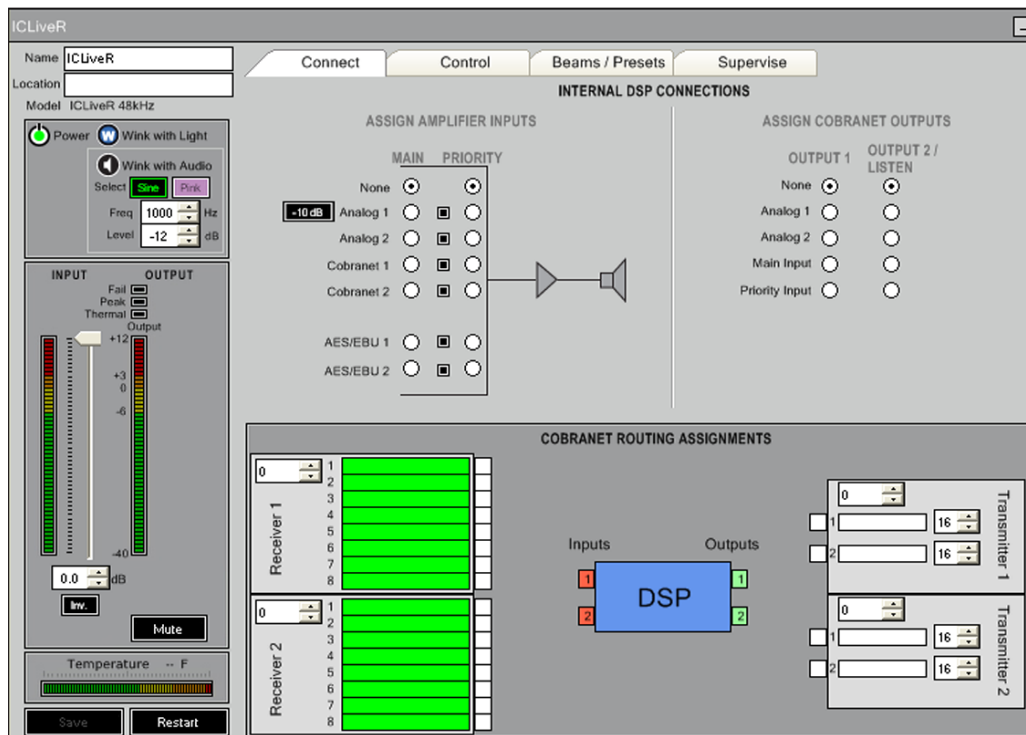 ICLiveR
Name ICLiveR
Location
Model ICLiveR 48kHz
Power W Wink with Light
Wink with Audio
Select Sine Pink
Freq 1000 Hz
Level -12 dB
INPUT OUTPUT
Fail
Peak
Thermal
Output
+12
+3
0
-6
-40
0.0 dB
Inv.
Mute
Temperature -- F
Save Restart
Connect Control Beams / Presets Supervise
INTERNAL DSP CONNECTIONS
ASSIGN AMPLIFIER INPUTS
MAIN PRIORITY
None
-10 dB Analog 1
Analog 2
Cobranet 1
Cobranet 2
AES/EBU 1
AES/EBU 2
ASSIGN COBRANET OUTPUTS
OUTPUT 1 OUTPUT 2 /
LISTEN
None
Analog 1
Analog 2
Main Input
Priority Input
COBRANET ROUTING ASSIGNMENTS
0
Receiver 1
1
2
3
4
5
6
7
8
0
Receiver 2
1
2
3
4
5
6
7
8
Inputs Outputs
1 DSP 1
2 2
0
1 16
2 16
Transmitter 1
0
1 16
2 16
Transmitter 2